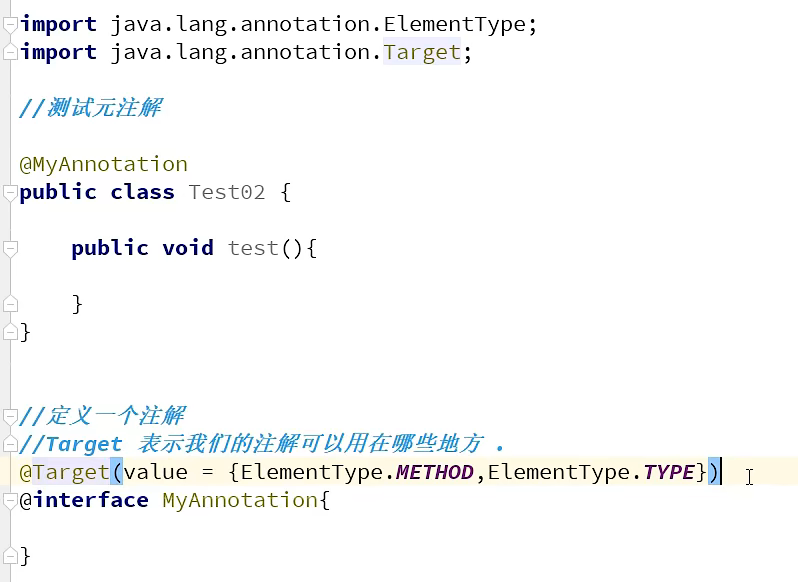 import java.lang.annotation.ElementType;
import java.lang.annotation.Target;
//测试元注解
@MyAnnotation
public class Test02 {
public void test(){
}
}
//定义一个注解
//Target 表示我们的注解可以用在哪些地方 .
@Target(value = {ElementType.METHOD,ElementType.TYPE})
@interface MyAnnotation{
}